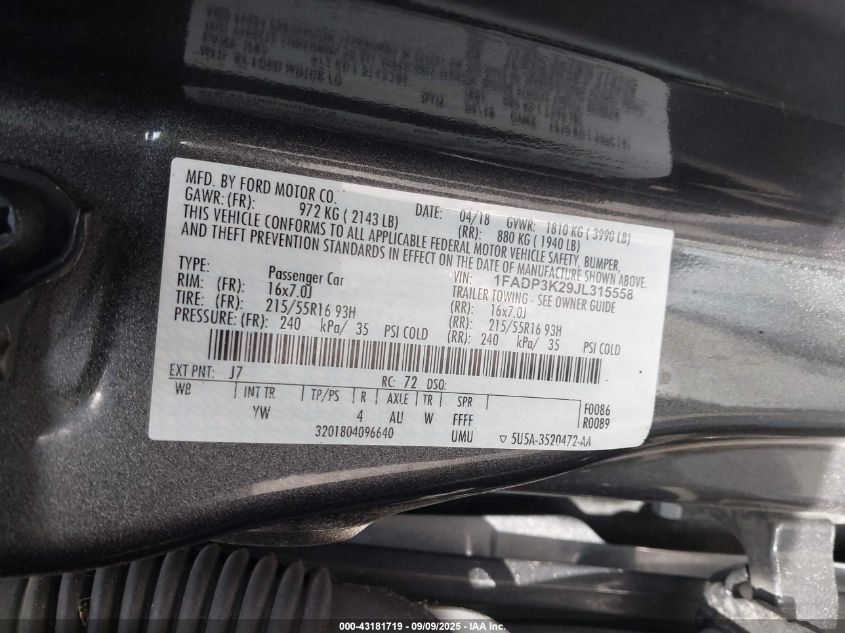 MFD. BY FORD MOTOR CO.
DATE: 04/18 GVWR: 1810 KG ( 3990 LB)
GAWR: (FR): 972 KG ( 2143 LB) (RR): 880 KG ( 1940 LB)
THIS VEHICLE CONFORMS TO ALL APPLICABLE FEDERAL MOTOR VEHICLE SAFETY, BUMPER,
AND THEFT PREVENTION STANDARDS IN EFFECT ON THE DATE OF MANUFACTURE SHOWN ABOVE.
VIN: 1FADP3K29JL315558
TYPE: Passenger Car TRAILER TOWING - SEE OWNER GUIDE
RIM: (FR): 16x7.0J (RR): 16x7.0J
TIRE: (FR): 215/55R16 93H (RR): 215/55R16 93H
PRESSURE: (FR): 240 kPa/ 35 PSI COLD (RR): 240 kPa/ 35 PSI COLD
EXT PNT: J7 RC: 72 DSO:
WB INT TR TP/PS R AXLE TR SPR
YW 4 AU W FFFF
F0086
R0089
3201804096640 UMU ▽ 5U5A-3520472-AA
000-43181719 - 09/09/2025 - IAA Inc.